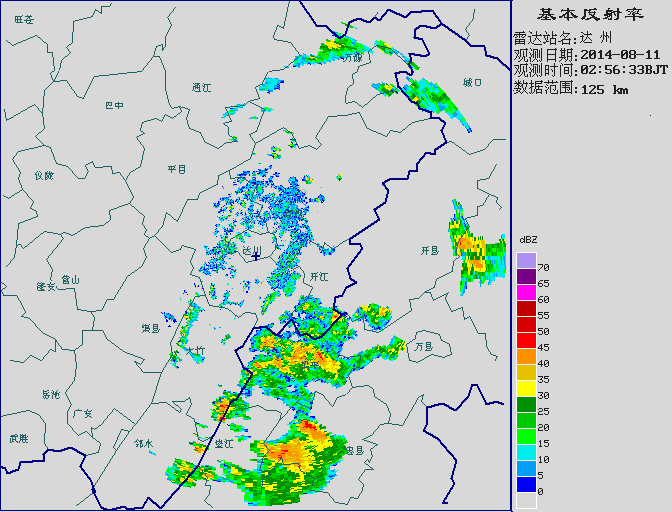 基本反射率
雷达站名:达 州
观测日期:2014-08-11
观测时间:02:56:33BJT
数据范围:125 km
dBZ
70
65
60
55
50
45
40
35
30
25
20
15
10
5
0
旺苍
万源
通江
城口
巴中
仪陇
平昌
达川
开县
开江
营山
蓬安
渠县
大竹
万县
岳池
广安
武胜
邻水
垫江
忠县